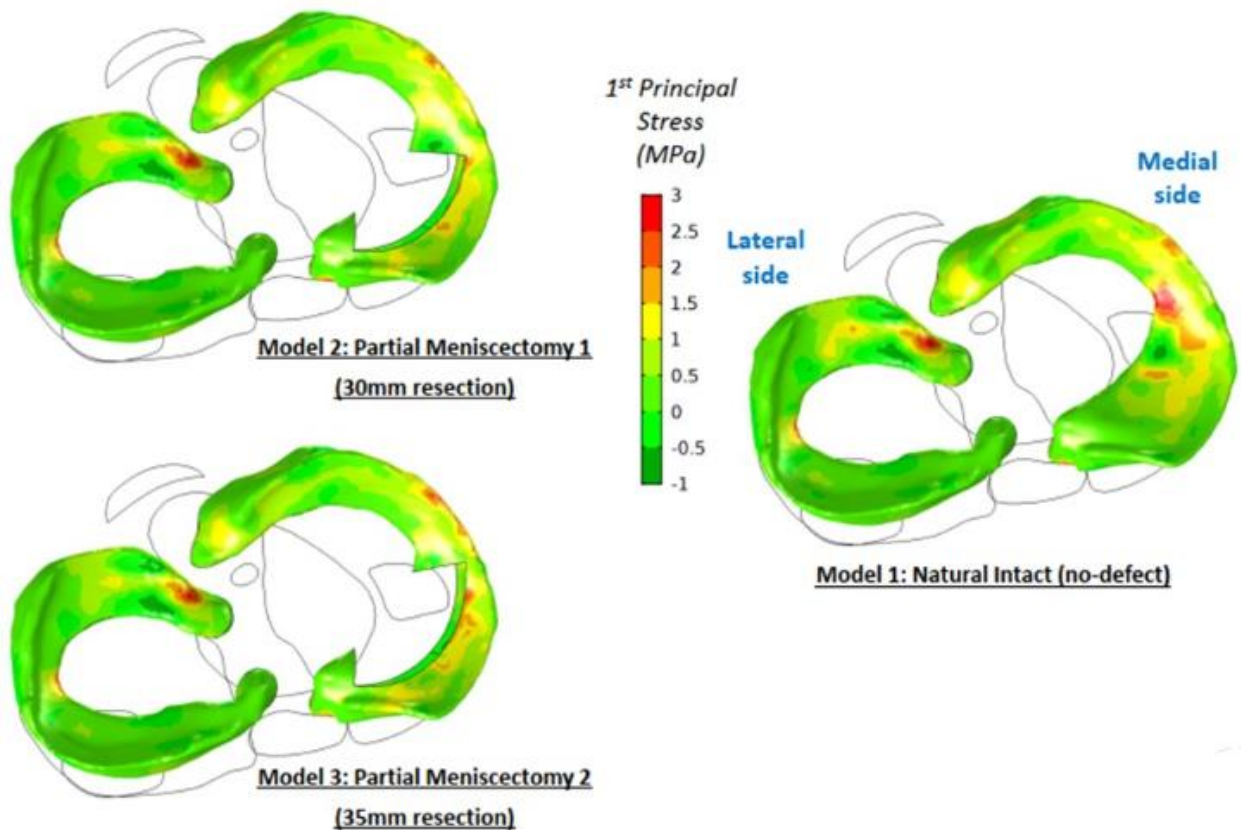 1st Principal
Stress
(MPa)
3
2.5
2
1.5
1
0.5
0
-0.5
-1
Medial
side
Lateral
side
Model 2: Partial Meniscectomy 1
(30mm resection)
Model 1: Natural Intact (no-defect)
Model 3: Partial Meniscectomy 2
(35mm resection)